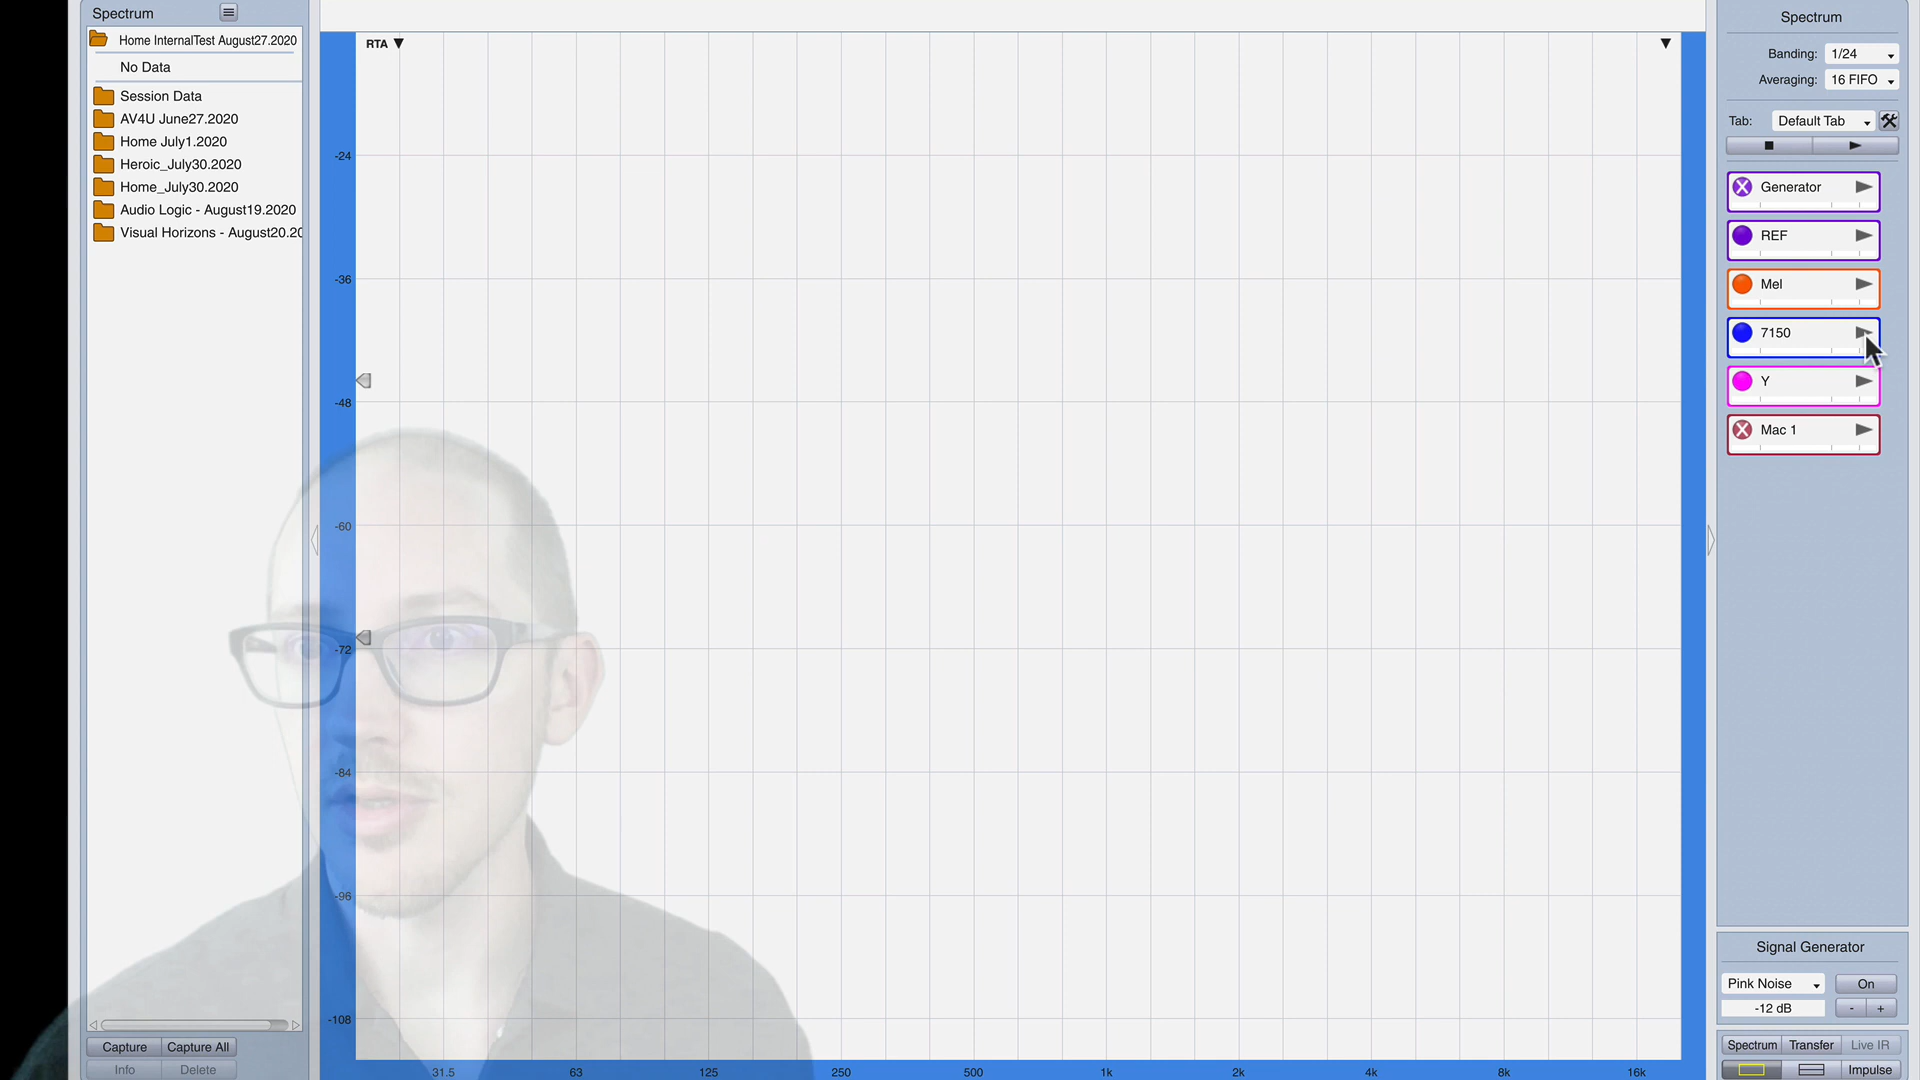 Spectrum
Home InternalTest August27.2020
No Data
Session Data
AV4U June27.2020
Home July1.2020
Heroic_July30.2020
Home_July30.2020
Audio Logic - August19.2020
Visual Horizons - August20.20
Capture
Capture All
Info
Delete
RTA
-24
-36
-48
-60
-72
-84
-96
-108
31.5
63
125
250
500
1k
2k
4k
8k
16k
Spectrum
Banding: 1/24
Averaging: 16 FIFO
Tab: Default Tab
Generator
REF
Mel
7150
Y
Mac 1
Signal Generator
Pink Noise
On
-12 dB
- +
Spectrum
Transfer
Live IR
Impulse